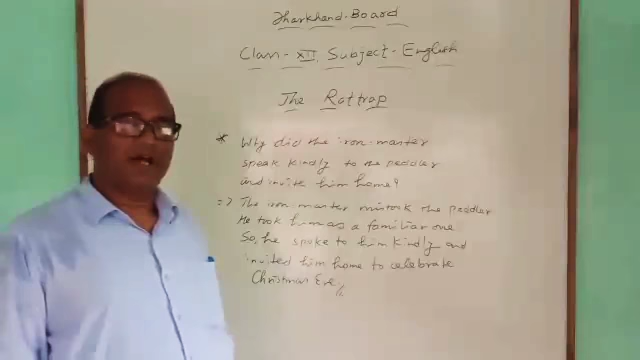 Jharkhand Board
Class - XII Subject - English
The Rattrap
* Why did the iron-master
speak kindly to the peddler
and invite him home?
=> The iron-master mistook the peddler
He took him as a familiar one
So, he spoke to him kindly and
invited him home to celebrate
Christmas Eve //